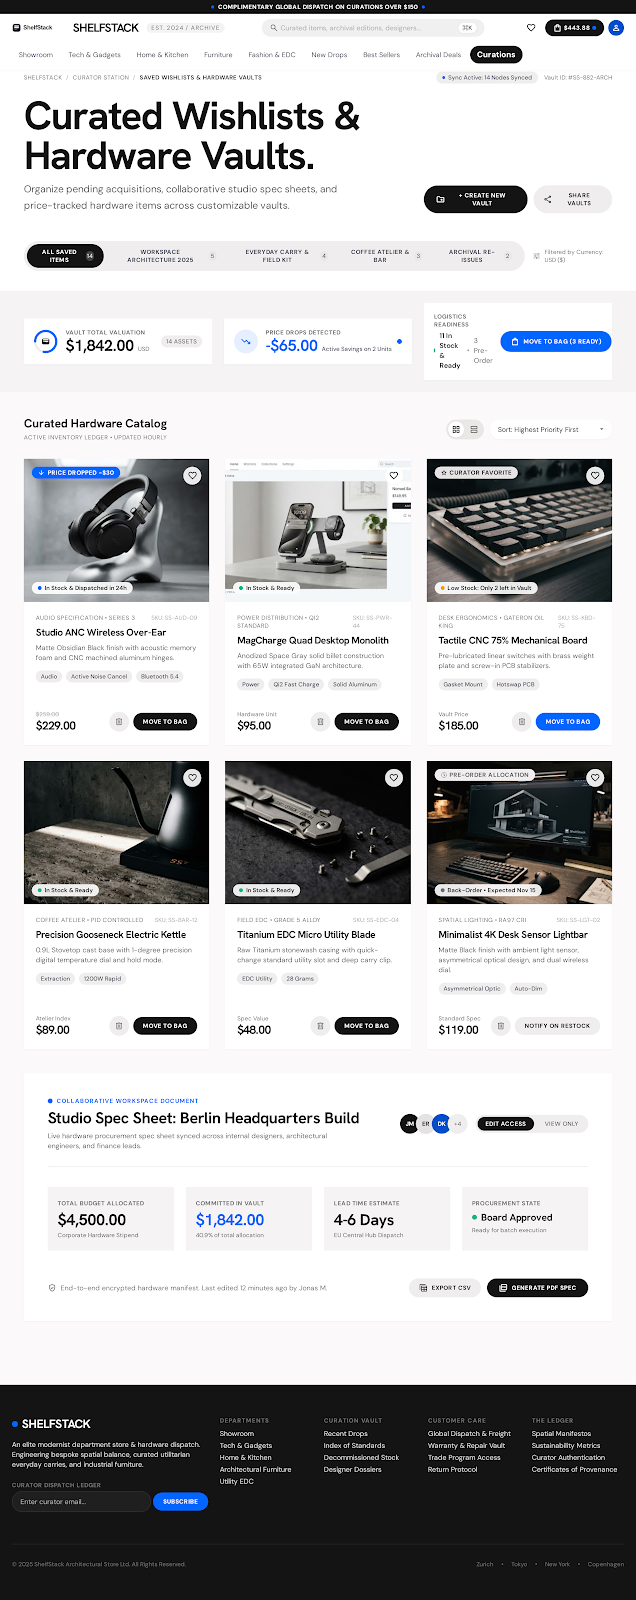 COMPLIMENTARY GLOBAL DISPATCH ON CURATIONS OVER $150
ShelfStack
SHELFSTACK
EST. 2024 / ARCHIVE
Curated items, archival editions, designers...
⌘K
$443.88
Showroom
Tech & Gadgets
Home & Kitchen
Furniture
Fashion & EDC
New Drops
Best Sellers
Archival Deals
Curations
SHELFSTACK / CURATOR STATION / SAVED WISHLISTS & HARDWARE VAULTS
Sync Active: 14 Nodes Synced
Vault ID: #SS-882-ARCH
Curated Wishlists &
Hardware Vaults.
Organize pending acquisitions, collaborative studio spec sheets, and
price-tracked hardware items across customizable vaults.
+ CREATE NEW
VAULT
SHARE
VAULTS
ALL SAVED
ITEMS
14
WORKSPACE
ARCHITECTURE 2025
5
EVERYDAY CARRY &
FIELD KIT
4
COFFEE ATELIER &
BAR
3
ARCHIVAL RE-
ISSUES
2
Filtered by Currency:
USD ($)
VAULT TOTAL VALUATION
$1,842.00 USD
14 ASSETS
PRICE DROPS DETECTED
-$65.00 Active Savings on 2 Units
LOGISTICS
READINESS
11 In
Stock
&
Ready
•
3
Pre-
Order
MOVE TO BAG (3 READY)
Curated Hardware Catalog
ACTIVE INVENTORY LEDGER • UPDATED HOURLY
Sort: Highest Priority First
PRICE DROPPED -$30
In Stock & Dispatched in 24h
AUDIO SPECIFICATION • SERIES 3
SKU: SS-AUD-09
Studio ANC Wireless Over-Ear
Matte Obsidian Black finish with acoustic memory
foam and CNC machined aluminum hinges.
Audio
Active Noise Cancel
Bluetooth 5.4
$259.00
$229.00
MOVE TO BAG
In Stock & Ready
POWER DISTRIBUTION • QI2
STANDARD
SKU: SS-PWR-
44
MagCharge Quad Desktop Monolith
Anodized Space Gray solid billet construction
with 65W integrated GaN architecture.
Power
Qi2 Fast Charge
Solid Aluminum
Hardware Unit
$95.00
MOVE TO BAG
CURATOR FAVORITE
Low Stock: Only 2 left in Vault
DESK ERGONOMICS • GATERON OIL
KING
SKU: SS-KBD-
75
Tactile CNC 75% Mechanical Board
Pre-lubricated linear switches with brass weight
plate and screw-in PCB stabilizers.
Gasket Mount
Hotswap PCB
Vault Price
$185.00
MOVE TO BAG
In Stock & Ready
COFFEE ATELIER • PID CONTROLLED
SKU: SS-BAR-12
Precision Gooseneck Electric Kettle
0.9L Stovetop cast base with 1-degree precision
digital temperature dial and hold mode.
Extraction
1200W Rapid
Atelier Index
$89.00
MOVE TO BAG
In Stock & Ready
FIELD EDC • GRADE 5 ALLOY
SKU: SS-EDC-04
Titanium EDC Micro Utility Blade
Raw Titanium stonewash casing with quick-
change standard utility slot and deep carry clip.
EDC Utility
28 Grams
Spec Value
$48.00
MOVE TO BAG
PRE-ORDER ALLOCATION
Back-Order • Expected Nov 15
SPATIAL LIGHTING • RA97 CRI
SKU: SS-LGT-02
Minimalist 4K Desk Sensor Lightbar
Matte Black finish with ambient light sensor,
asymmetrical optical design, and dual wireless
dial.
Asymmetrical Optic
Auto-Dim
Standard Spec
$119.00
NOTIFY ON RESTOCK
COLLABORATIVE WORKSPACE DOCUMENT
Studio Spec Sheet: Berlin Headquarters Build
Live hardware procurement spec sheet synced across internal designers, architectural
engineers, and finance leads.
JM
ER
DK
+4
EDIT ACCESS
VIEW ONLY
TOTAL BUDGET ALLOCATED
$4,500.00
Corporate Hardware Stipend
COMMITTED IN VAULT
$1,842.00
40.9% of total allocation
LEAD TIME ESTIMATE
4-6 Days
EU Central Hub Dispatch
PROCUREMENT STATE
Board Approved
Ready for batch execution
End-to-end encrypted hardware manifest. Last edited 12 minutes ago by Jonas M.
EXPORT CSV
GENERATE PDF SPEC
SHELFSTACK
An elite modernist department store & hardware dispatch.
Engineering bespoke spatial balance, curated utilitarian
everyday carries, and industrial furniture.
CURATOR DISPATCH LEDGER
Enter curator email...
SUBSCRIBE
DEPARTMENTS
Showroom
Tech & Gadgets
Home & Kitchen
Architectural Furniture
Utility EDC
CURATION VAULT
Recent Drops
Index of Standards
Decommissioned Stock
Designer Dossiers
CUSTOMER CARE
Global Dispatch & Freight
Warranty & Repair Vault
Trade Program Access
Return Protocol
THE LEDGER
Spatial Manifestos
Sustainability Metrics
Curator Authentication
Certificates of Provenance
© 2025 ShelfStack Architectural Store Ltd. All Rights Reserved.
Zurich • Tokyo • New York • Copenhagen